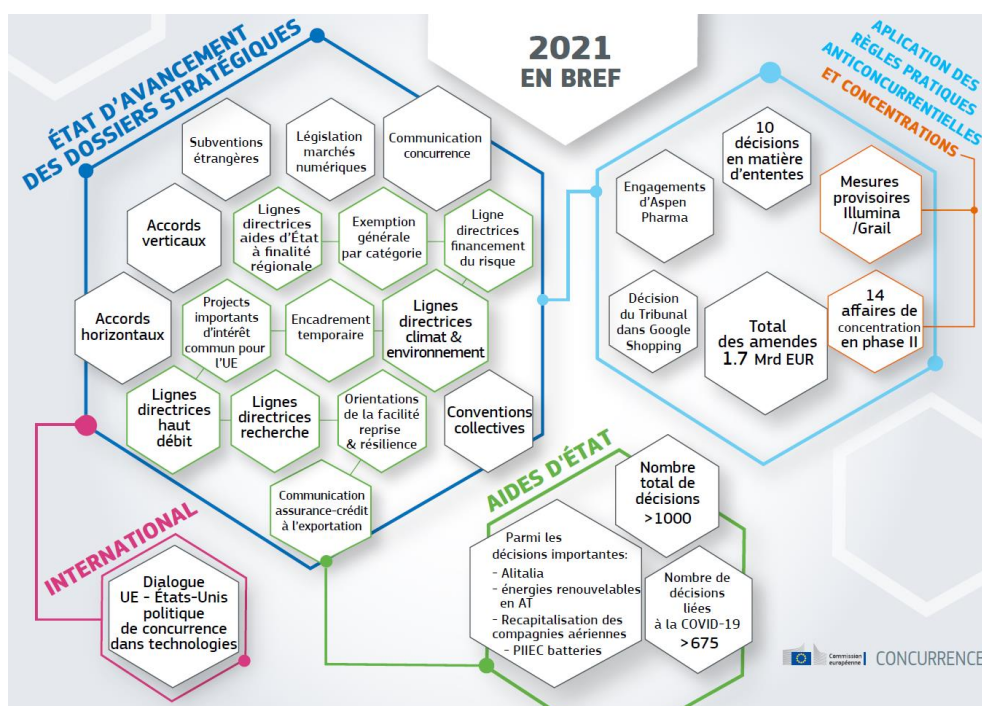 2021
EN BREF
ÉTAT D'AVANCEMENT
DES DOSSIERS STRATÉGIQUES
Subventions
étrangères
Législation
marchés
numériques
Communication
concurrence
Accords
verticaux
Lignes
directrices
aides d'État
à finalité
régionale
Exemption
générale
par catégorie
Ligne
directrices
financement
du risque
Accords
horizontaux
Projects
importants
d'intérêt
commun pour
l'UE
Encadrement
temporaire
Lignes
directrices
climat &
environnement
Lignes
directrices
haut
débit
Lignes
directrices
recherche
Orientations
de la facilité
reprise
& résilience
Conventions
collectives
Communication
assurance-crédit
à l'exportation
APLICATION DES
RÈGLES PRATIQUES
ANTICONCURRENTIELLES
ET CONCENTRATIONS
10
décisions
en matière
d'ententes
Engagements
d'Aspen
Pharma
Mesures
provisoires
Illumina
/Grail
Décision
du Tribunal
dans Google
Shopping
Total
des amendes
1.7 Mrd EUR
14
affaires de
concentration
en phase II
INTERNATIONAL
Dialogue
UE - États-Unis
politique
de concurrence
dans technologies
AIDES D'ÉTAT
Nombre
total de
décisions
>1000
Parmi les
décisions importantes:
- Alitalia
- énergies renouvelables
en AT
- Recapitalisation des
compagnies aériennes
- PIIEC batteries
Nombre de
décisions
liées
à la COVID-19
>675
Commission
européenne
CONCURRENCE